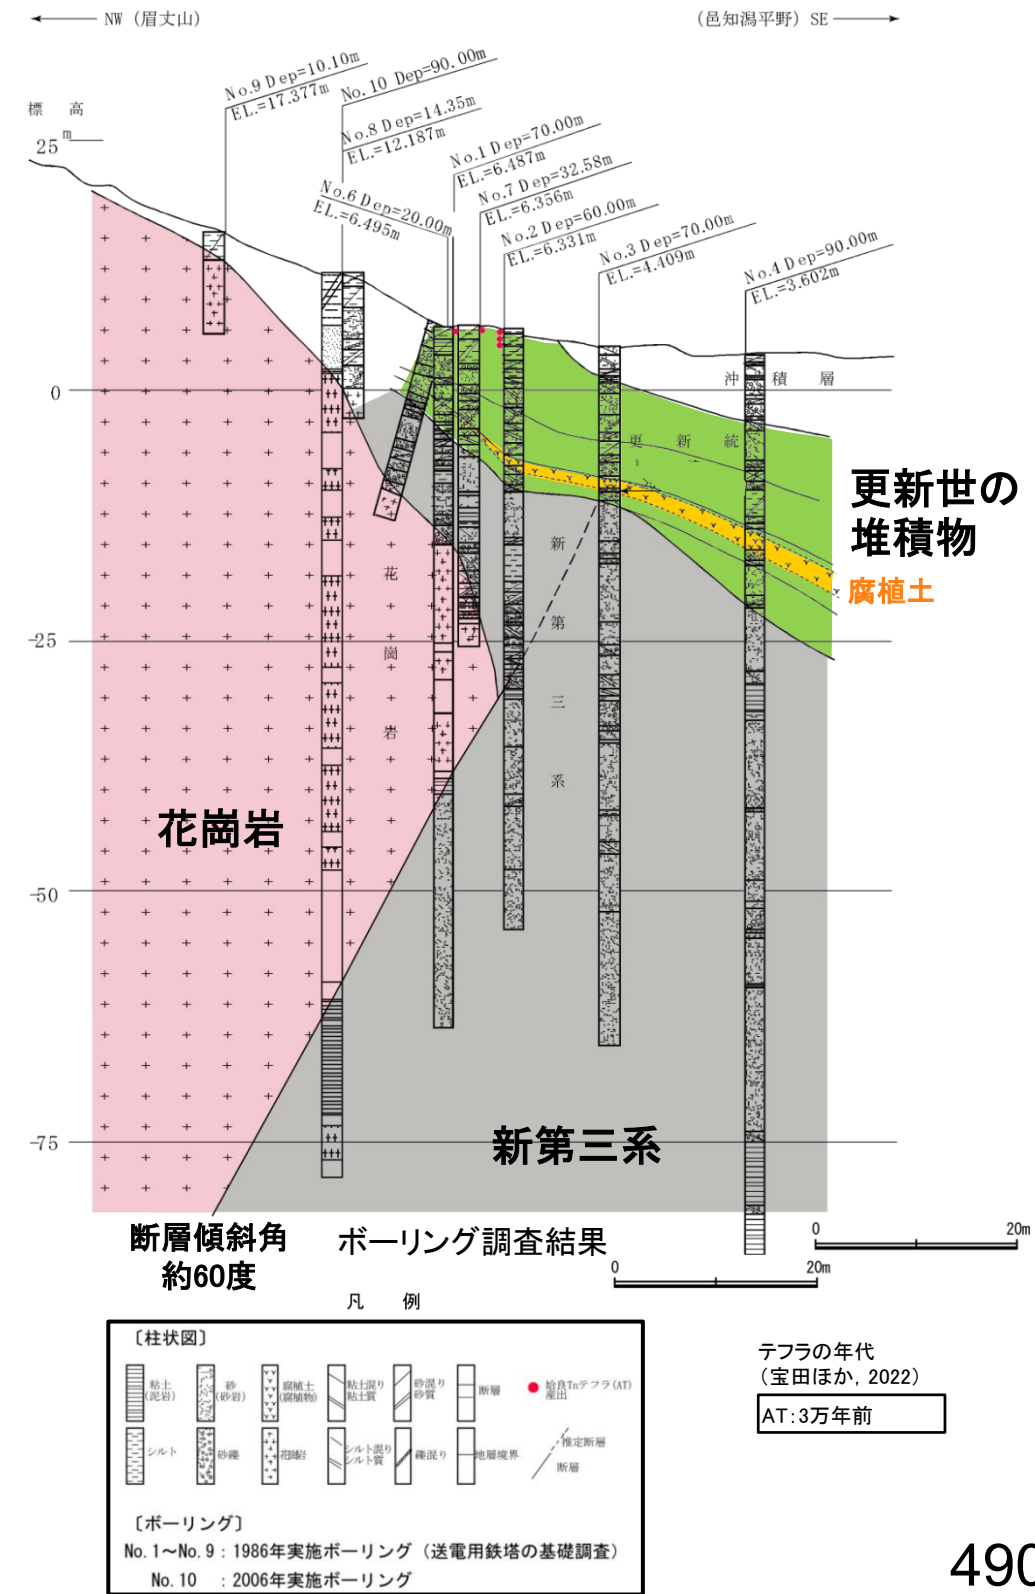 NW（眉丈山）
（邑知潟平野）SE
No.9 Dep=10.10m
EL.=17.377m
No.10 Dep=90.00m
No.8 Dep=14.35m
EL.=12.187m
No.1 Dep=70.00m
EL.=6.487m
No.7 Dep=32.58m
EL.=6.356m
No.6 Dep=20.00m
EL.=6.495m
No.2 Dep=60.00m
EL.=6.331m
No.3 Dep=70.00m
EL.=4.409m
No.4 Dep=90.00m
EL.=3.602m
標 高
25 m
0
-25
-50
-75
沖 積 層
更 新 統
新 第 三 系
花 崗 岩
更新世の
堆積物
腐植土
花崗岩
新第三系
断層傾斜角
約60度
ボーリング調査結果
0 20m
0 20m
凡 例
〔柱状図〕
粘土
(泥岩)
砂
(砂岩)
腐植土
(腐植物)
粘土混り
粘土質
砂混り
砂質
断層
姶良Tnテフラ(AT)
産出
シルト
砂礫
花崗岩
シルト混り
シルト質
礫混り
地層境界
推定断層
断層
〔ボーリング〕
No.1～No.9：1986年実施ボーリング（送電用鉄塔の基礎調査）
No.10 ：2006年実施ボーリング
テフラの年代
（宝田ほか, 2022）
AT:3万年前
490